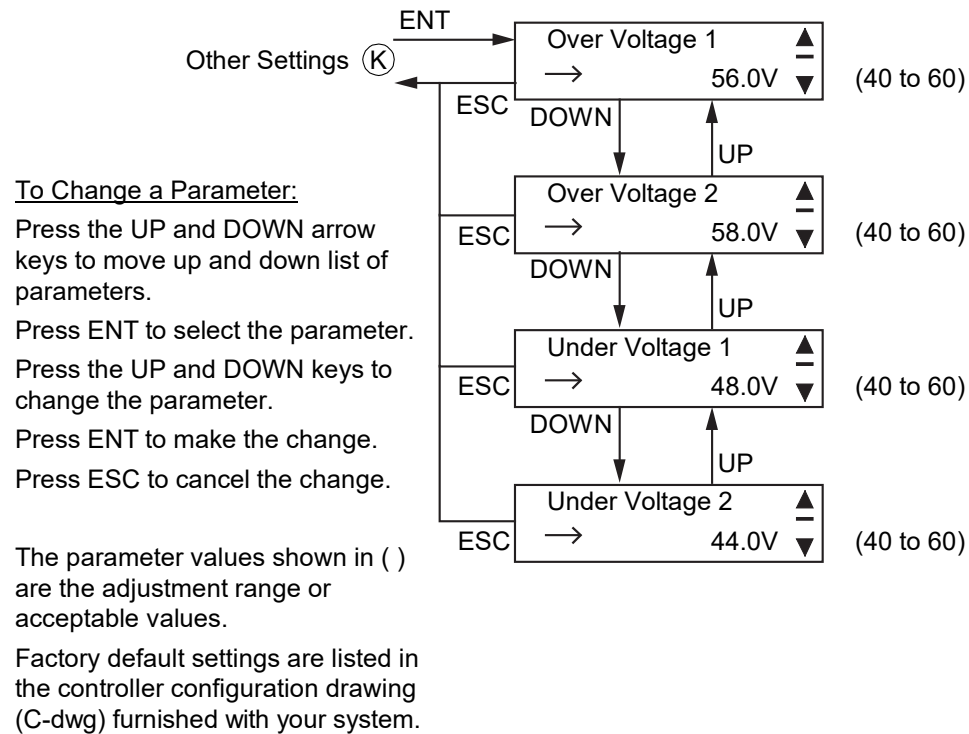 ENT
Other Settings Ⓚ
Over Voltage 1
→ 56.0V
(40 to 60)
ESC
DOWN
UP
To Change a Parameter:
Press the UP and DOWN arrow
keys to move up and down list of
parameters.
Press ENT to select the parameter.
Press the UP and DOWN keys to
change the parameter.
Press ENT to make the change.
Press ESC to cancel the change.
The parameter values shown in ( )
are the adjustment range or
acceptable values.
Factory default settings are listed in
the controller configuration drawing
(C-dwg) furnished with your system.
Over Voltage 2
→ 58.0V
(40 to 60)
ESC
DOWN
UP
Under Voltage 1
→ 48.0V
(40 to 60)
ESC
DOWN
UP
Under Voltage 2
→ 44.0V
(40 to 60)
ESC